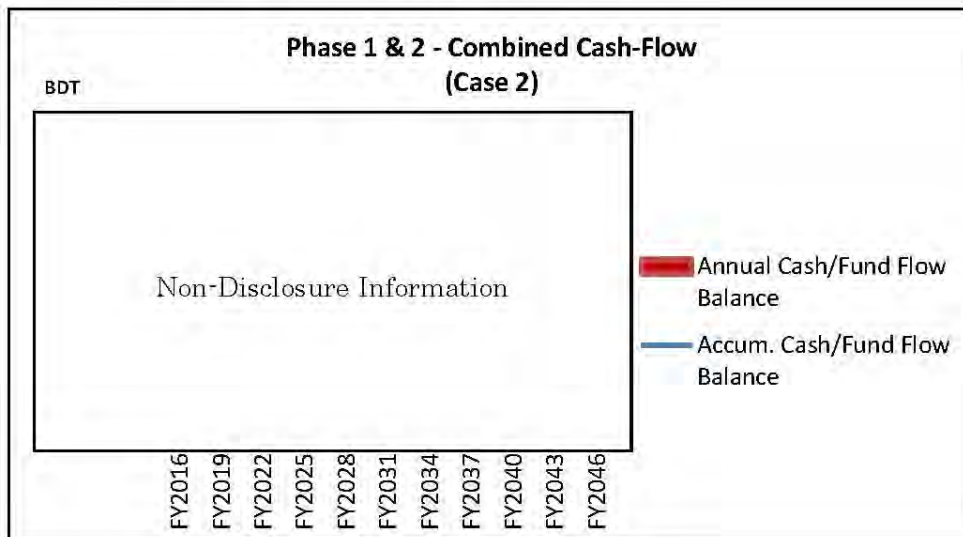 Phase 1 & 2 - Combined Cash-Flow
(Case 2)
BDT
Non-Disclosure Information
Annual Cash/Fund Flow
Balance
Accum. Cash/Fund Flow
Balance
FY2016
FY2019
FY2022
FY2025
FY2028
FY2031
FY2034
FY2037
FY2040
FY2043
FY2046